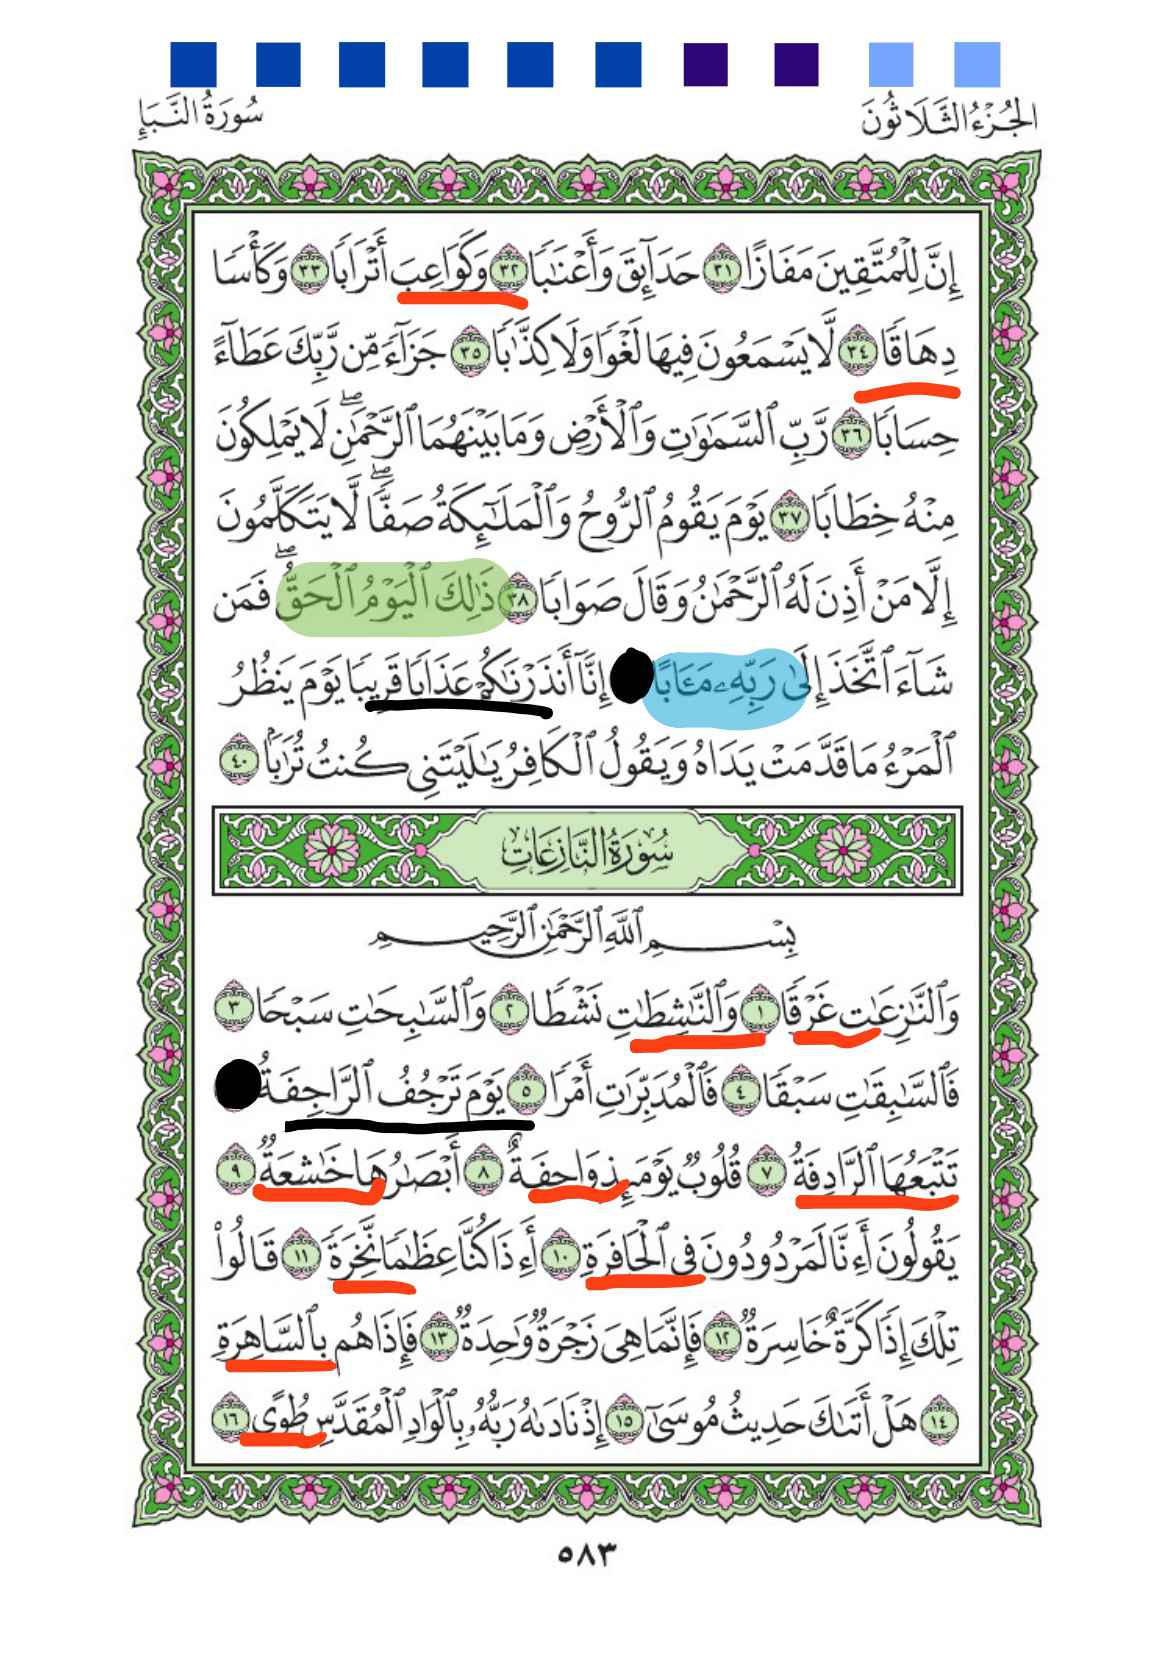 الجُزْءُ الثَّلَاثُونَ
سُورَةُ النَّبَإِ
إِنَّ لِلْمُتَّقِينَ مَفَازًا ٣١ حَدَآئِقَ وَأَعْنَٰبًا ٣٢ وَكَوَاعِبَ أَتْرَابًا ٣٣ وَكَأْسًا
دِهَاقًا ٣٤ لَّا يَسْمَعُونَ فِيهَا لَغْوًا وَلَا كِذَّٰبًا ٣٥ جَزَآءً مِّن رَّبِّكَ عَطَآءً
حِسَابًا ٣٦ رَّبِّ ٱلسَّمَٰوَٰتِ وَٱلْأَرْضِ وَمَا بَيْنَهُمَا ٱلرَّحْمَٰنِۖ لَا يَمْلِكُونَ
مِنْهُ خِطَابًا ٣٧ يَوْمَ يَقُومُ ٱلرُّوحُ وَٱلْمَلَٰٓئِكَةُ صَفًّاۖ لَّا يَتَكَلَّمُونَ
إِلَّا مَنْ أَذِنَ لَهُ ٱلرَّحْمَٰنُ وَقَالَ صَوَابًا ٣٨ ذَٰلِكَ ٱلْيَوْمُ ٱلْحَقُّۖ فَمَن
شَآءَ ٱتَّخَذَ إِلَىٰ رَبِّهِۦ مَـَٔابًا إِنَّآ أَنذَرْنَٰكُمْ عَذَابًا قَرِيبًا يَوْمَ يَنظُرُ
ٱلْمَرْءُ مَا قَدَّمَتْ يَدَاهُ وَيَقُولُ ٱلْكَافِرُ يَٰلَيْتَنِى كُنتُ تُرَٰبًۢا ٤٠
سُورَةُ النَّازِعَاتِ
بِسْمِ ٱللَّهِ ٱلرَّحْمَٰنِ ٱلرَّحِيمِ
وَٱلنَّٰزِعَٰتِ غَرْقًا ١ وَٱلنَّٰشِطَٰتِ نَشْطًا ٢ وَٱلسَّٰبِحَٰتِ سَبْحًا ٣
فَٱلسَّٰبِقَٰتِ سَبْقًا ٤ فَٱلْمُدَبِّرَٰتِ أَمْرًا ٥ يَوْمَ تَرْجُفُ ٱلرَّاجِفَةُ
تَتْبَعُهَا ٱلرَّادِفَةُ ٧ قُلُوبٌ يَوْمَئِذٍ وَاجِفَةٌ ٨ أَبْصَٰرُهَا خَٰشِعَةٌ ٩
يَقُولُونَ أَءِنَّا لَمَرْدُودُونَ فِى ٱلْحَافِرَةِ ١٠ أَءِذَا كُنَّا عِظَٰمًا نَّخِرَةً ١١ قَالُوا۟
تِلْكَ إِذًا كَرَّةٌ خَاسِرَةٌ ١٢ فَإِنَّمَا هِىَ زَجْرَةٌ وَٰحِدَةٌ ١٣ فَإِذَا هُم بِٱلسَّاهِرَةِ
١٤ هَلْ أَتَىٰكَ حَدِيثُ مُوسَىٰٓ ١٥ إِذْ نَادَىٰهُ رَبُّهُۥ بِٱلْوَادِ ٱلْمُقَدَّسِ طُوًى ١٦
٥٨٣